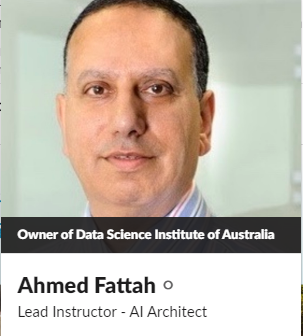 Owner of Data Science Institute of Australia
Ahmed Fattah
Lead Instructor - AI Architect